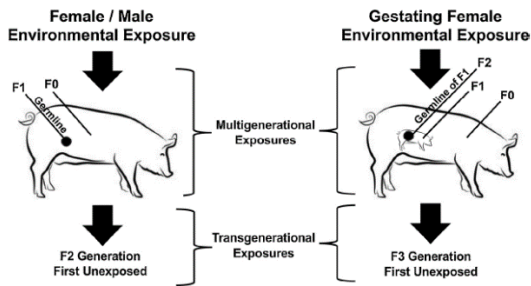 Female / Male
Environmental Exposure
F1
F0
Germline
F2 Generation
First Unexposed
Multigenerational
Exposures
Transgenerational
Exposures
Gestating Female
Environmental Exposure
F2
Germline of F1
F1
F0
F3 Generation
First Unexposed